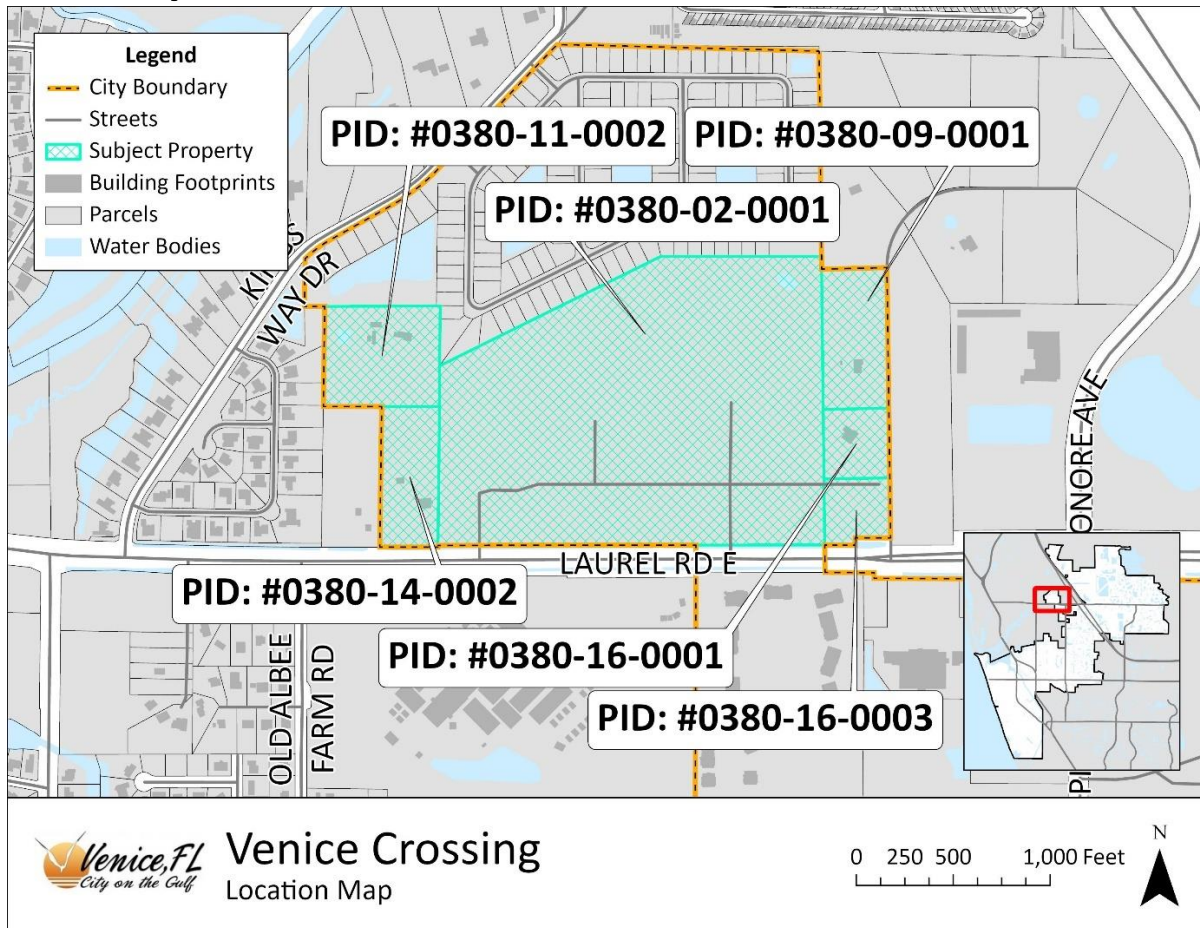 Legend
City Boundary
Streets
Subject Property
Building Footprints
Parcels
Water Bodies
PID: #0380-11-0002
PID: #0380-09-0001
PID: #0380-02-0001
WAY DR
ONORE AVE
LAUREL RD E
PID: #0380-14-0002
PID: #0380-16-0001
PID: #0380-16-0003
OLD ALBEE
FARM RD
PI
Venice, FL
City on the Gulf
Venice Crossing
Location Map
0 250 500 1,000 Feet
N